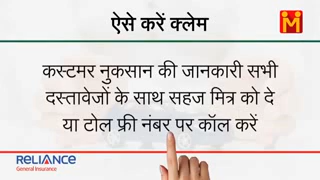 ऐसे करें क्लेम
कस्टमर नुकसान की जानकारी सभी
दस्तावेजों के साथ सहज मित्र को दे
या टोल फ्री नंबर पर कॉल करें
RELIANCE
General Insurance